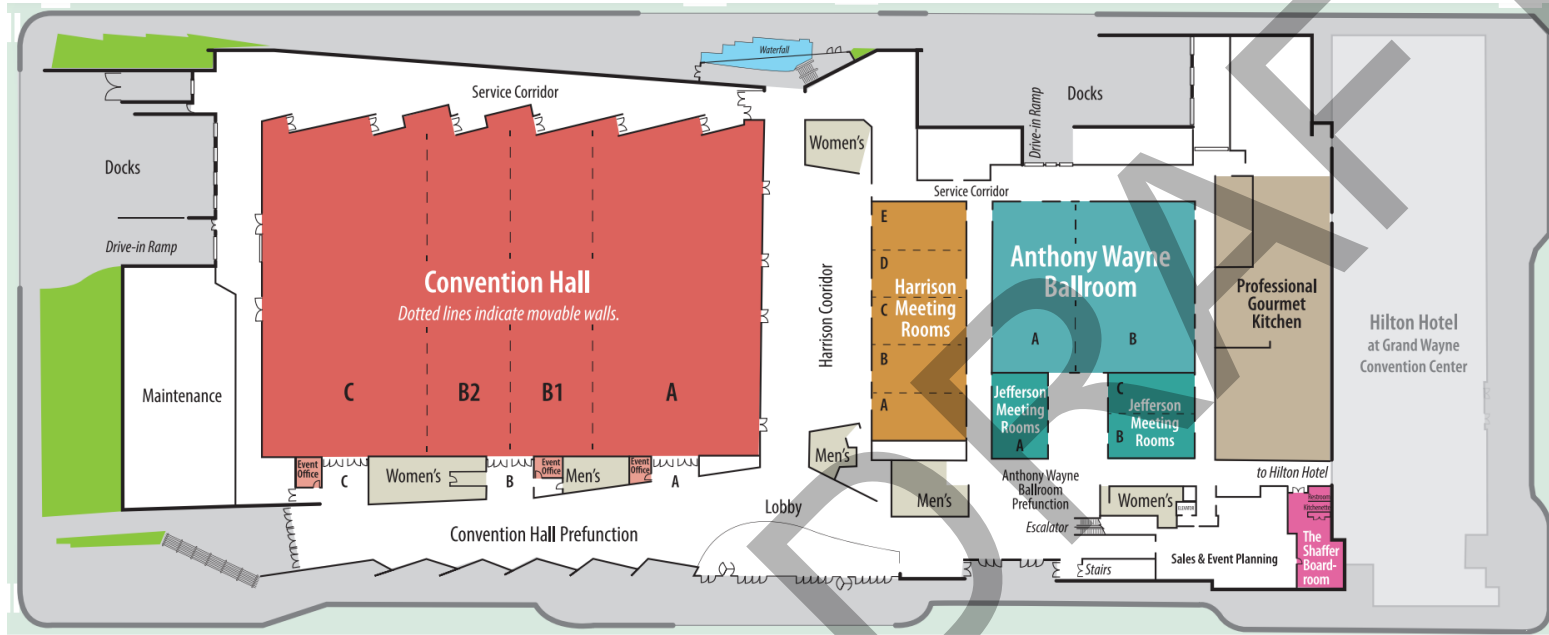 Waterfall
Service Corridor
Docks
Drive-in Ramp
Women's
Docks
Service Corridor
Drive-in Ramp
Convention Hall
Dotted lines indicate movable walls.
C
B2
B1
A
Maintenance
Harrison Cooridor
E
D
C
B
A
Harrison
Meeting
Rooms
Anthony Wayne
Ballroom
A
B
Professional
Gourmet
Kitchen
Hilton Hotel
at Grand Wayne
Convention Center
Jefferson
Meeting
Rooms
A
C
Jefferson
Meeting
Rooms
B
Event
Office
C
Women's
B
Event
Office
Men's
Event
Office
A
Men's
Men's
Anthony Wayne
Ballroom
Prefunction
Women's
ELEVATOR
to Hilton Hotel
Restroom
Kitchenette
Lobby
Convention Hall Prefunction
Escalator
Stairs
Sales & Event Planning
The
Shaffer
Board-
room
DRAFT